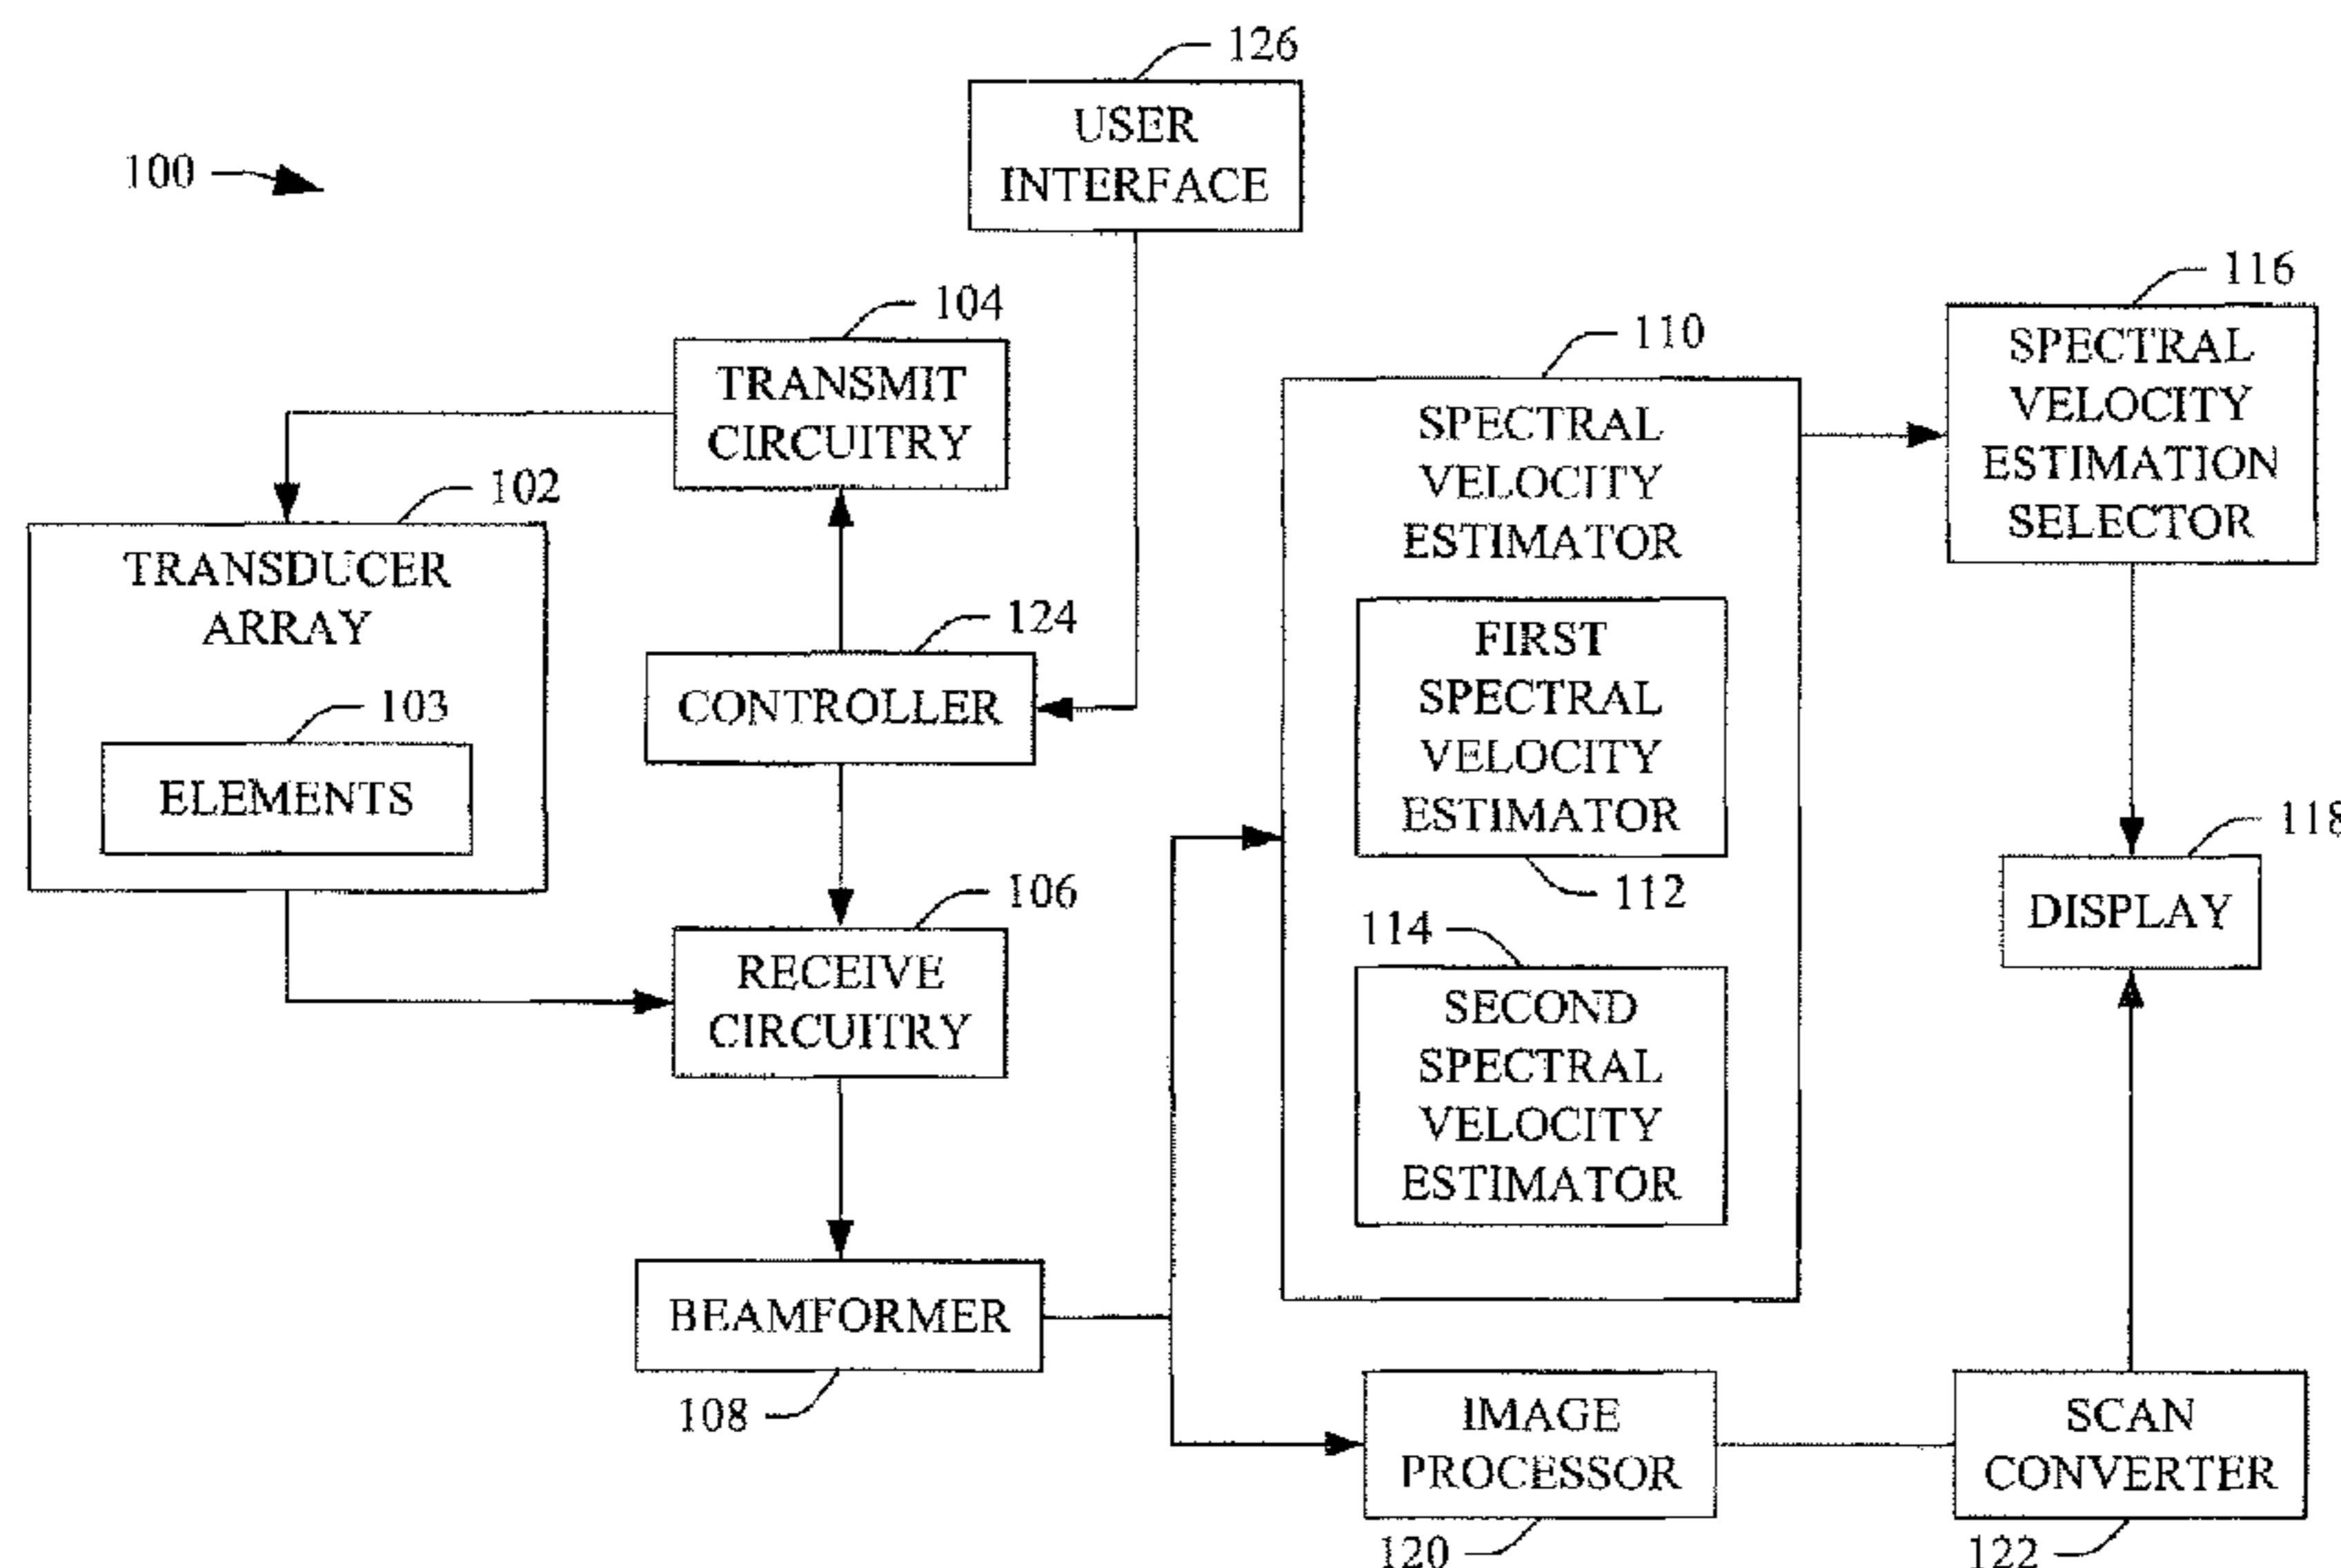 126
USER
INTERFACE
100
116
SPECTRAL
VELOCITY
ESTIMATION
SELECTOR
104
TRANSMIT
CIRCUITRY
110
SPECTRAL
VELOCITY
ESTIMATOR
102
TRANSDUCER
ARRAY
103
ELEMENTS
124
CONTROLLER
FIRST
SPECTRAL
VELOCITY
ESTIMATOR
112
118
DISPLAY
106
RECEIVE
CIRCUITRY
114
SECOND
SPECTRAL
VELOCITY
ESTIMATOR
BEAMFORMER
108
IMAGE
PROCESSOR
120
SCAN
CONVERTER
122